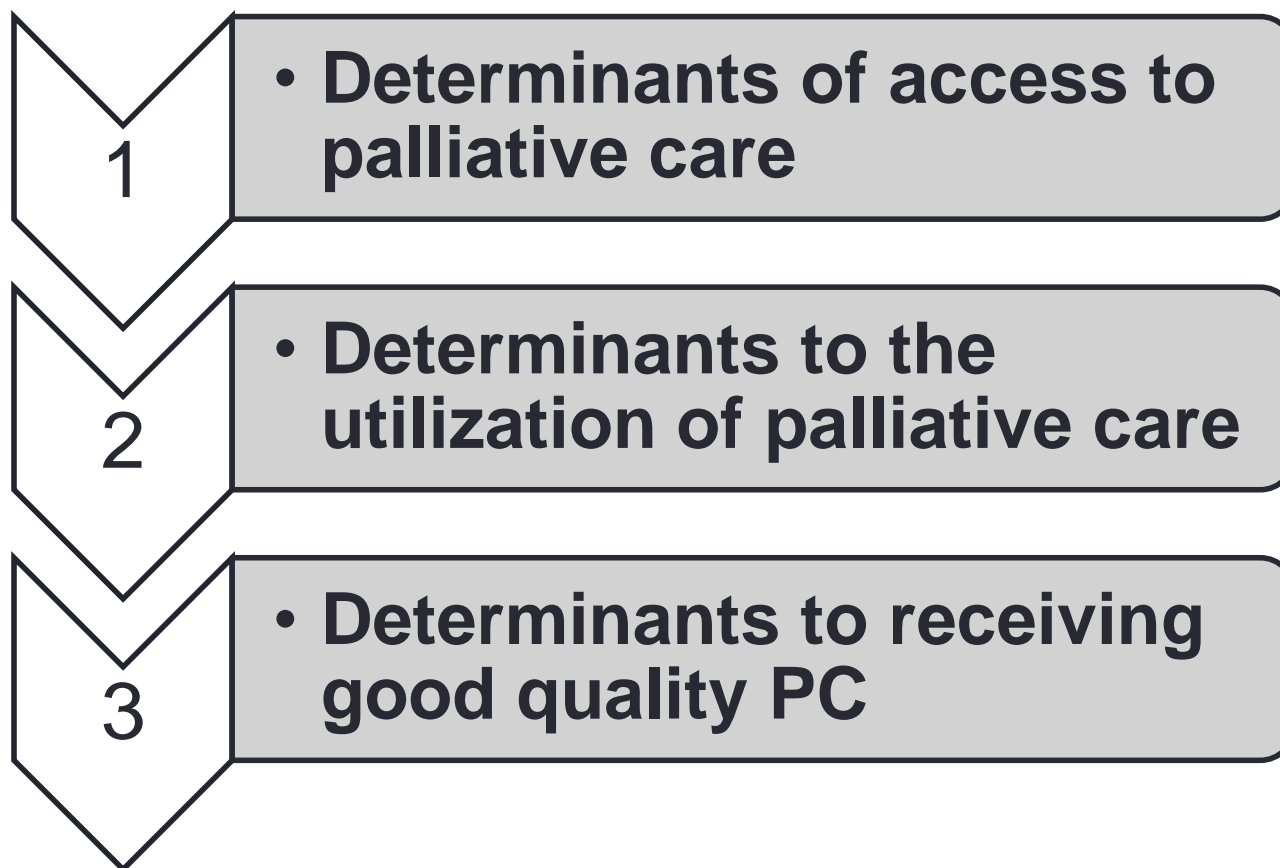 1
• Determinants of access to
palliative care
2
• Determinants to the
utilization of palliative care
3
• Determinants to receiving
good quality PC